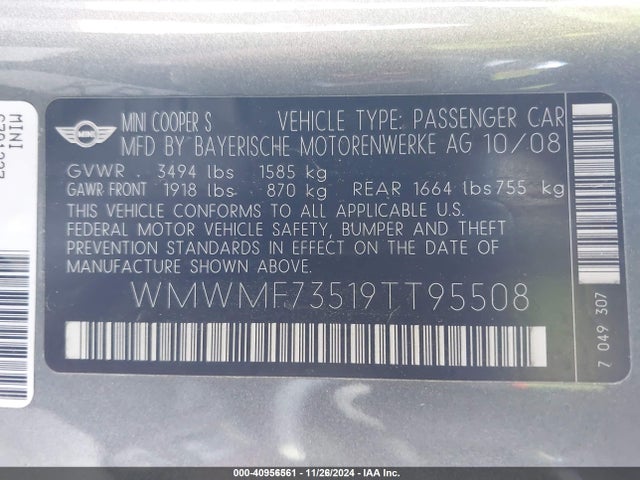 MINI COOPER S VEHICLE TYPE: PASSENGER CAR
MFD BY BAYERISCHE MOTORENWERKE AG 10/08
GVWR . 3494 lbs 1585 kg
GAWR FRONT 1918 lbs 870 kg REAR 1664 lbs 755 kg
THIS VEHICLE CONFORMS TO ALL APPLICABLE U.S.
FEDERAL MOTOR VEHICLE SAFETY, BUMPER AND THEFT
PREVENTION STANDARDS IN EFFECT ON THE DATE OF
MANUFACTURE SHOWN ABOVE.
WMWMF73519TT95508
7 049 307
MINI
MINI
000-40956561 - 11/26/2024 - IAA Inc.